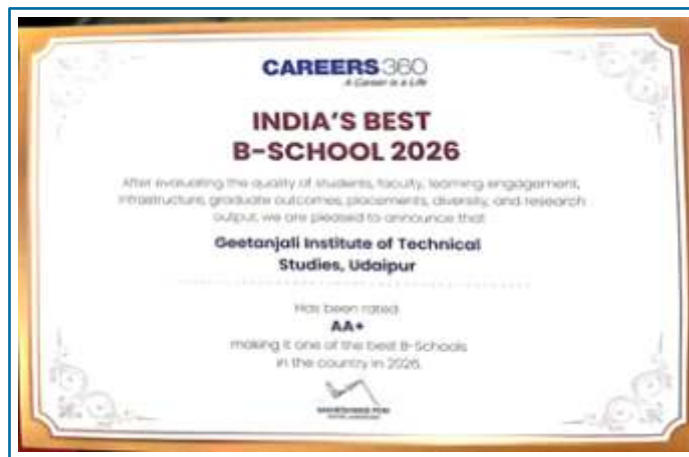 CAREERS360
A Career is a Life
INDIA'S BEST
B-SCHOOL 2026
After evaluating the quality of students, faculty, learning engagement,
infrastructure, graduate outcomes, placements, diversity, and research
output, we are pleased to announce that
Geetanjali Institute of Technical
Studies, Udaipur
Has been rated
AA+
making it one of the best B-Schools
in the country in 2026.
MAHESHWER PERI